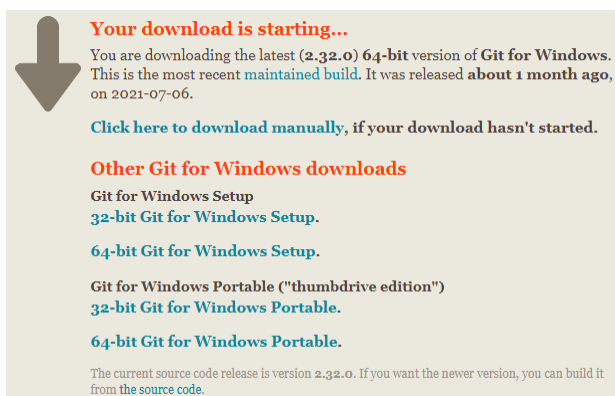 Your download is starting...
You are downloading the latest (2.32.0) 64-bit version of Git for Windows.
This is the most recent maintained build. It was released about 1 month ago,
on 2021-07-06.
Click here to download manually, if your download hasn't started.
Other Git for Windows downloads
Git for Windows Setup
32-bit Git for Windows Setup.
64-bit Git for Windows Setup.
Git for Windows Portable ("thumbdrive edition")
32-bit Git for Windows Portable.
64-bit Git for Windows Portable.
The current source code release is version 2.32.0. If you want the newer version, you can build it
from the source code.